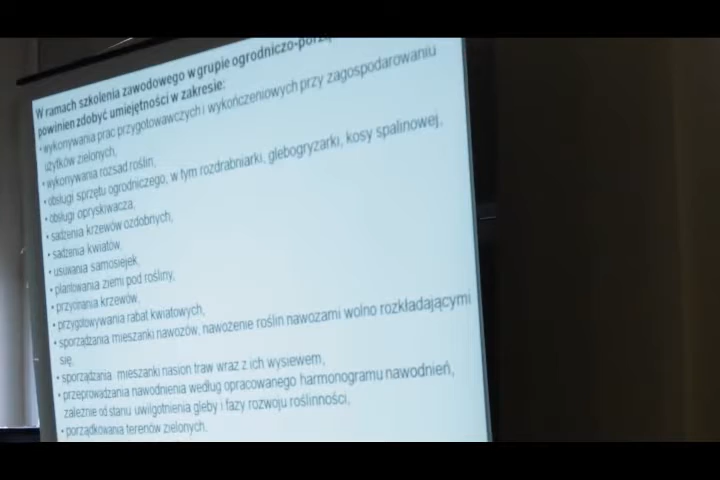 W ramach szkolenia zawodowego w grupie ogrodniczo-
powinien zdobyć umiejętności w zakresie:
•wykonywania prac przygotowawczych i wykończeniowych przy zagospodarowaniu
użytków zielonych,
•wykonywania rozsad roślin,
•obsługi sprzętu ogrodniczego, w tym rozdrabniarki, glebogryzarki, kosy spalinowej,
•obsługi opryskiwacza,
• sadzenia krzewów ozdobnych,
• sadzenia kwiatów,
• usuwania samosiejek,
• plantowania ziemi pod rośliny,
• przycinania krzewów,
• przygotowywania rabat kwiatowych,
• sporządzania mieszanki nawozów, nawożenie roślin nawozami wolno rozkładającymi
się,
• sporządzania mieszanki nasion traw wraz z ich wysiewem,
• przeprowadzania nawodnienia według opracowanego harmonogramu nawodnień,
zależnie od stanu uwilgotnienia gleby i fazy rozwoju roślinności,
• porządkowania terenów zielonych.